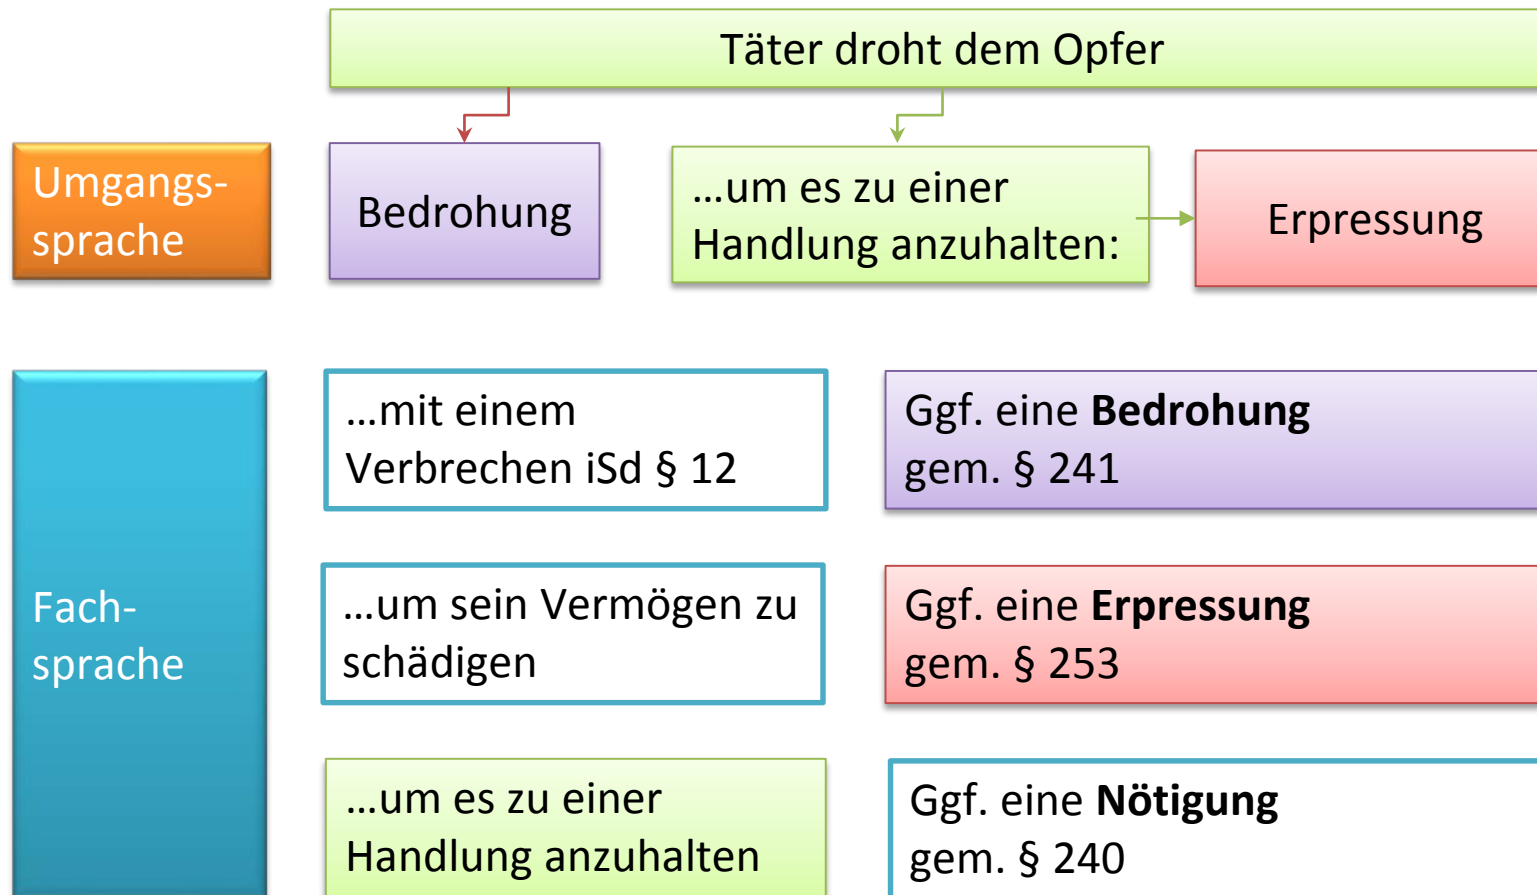 Täter droht dem Opfer
Umgangs-
sprache
Bedrohung
…um es zu einer
Handlung anzuhalten:
Erpressung
Fach-
sprache
…mit einem
Verbrechen iSd § 12
Ggf. eine Bedrohung
gem. § 241
…um sein Vermögen zu
schädigen
Ggf. eine Erpressung
gem. § 253
…um es zu einer
Handlung anzuhalten
Ggf. eine Nötigung
gem. § 240